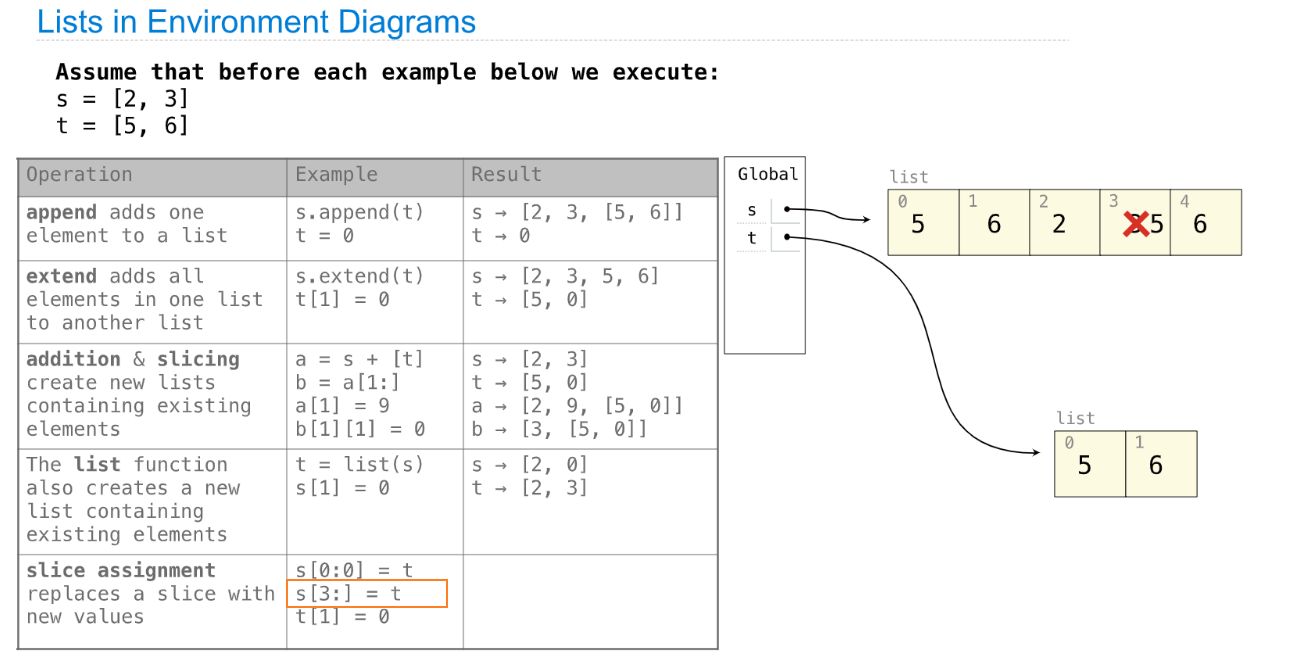 Lists in Environment Diagrams
Assume that before each example below we execute:
s = [2, 3]
t = [5, 6]
Operation Example Result
append adds one s.append(t) s → [2, 3, [5, 6]]
element to a list t = 0 t → 0
extend adds all s.extend(t) s → [2, 3, 5, 6]
elements in one list t[1] = 0 t → [5, 0]
to another list
addition & slicing a = s + [t] s → [2, 3]
create new lists b = a[1:] t → [5, 0]
containing existing a[1] = 9 a → [2, 9, [5, 0]]
elements b[1][1] = 0 b → [3, [5, 0]]
The list function t = list(s) s → [2, 0]
also creates a new s[1] = 0 t → [2, 3]
list containing
existing elements
slice assignment s[0:0] = t
replaces a slice with s[3:] = t
new values t[1] = 0
Global
s
t
list
0 1 2 3 4
5 6 2 3 5 6
list
0 1
5 6